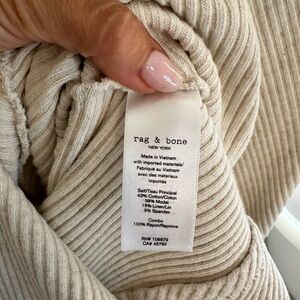 rag & bone
NEW YORK
Made in Vietnam
with imported materials/
Fabriqué au Vietnam
avec des materiaux
importés
Self/Tissu Principal
43% Cotton/Coton
39% Modal
15% Linen/Lin
3% Spandex
Combo
100% Rayon/Rayonne
RN# 108879
CA# 45760